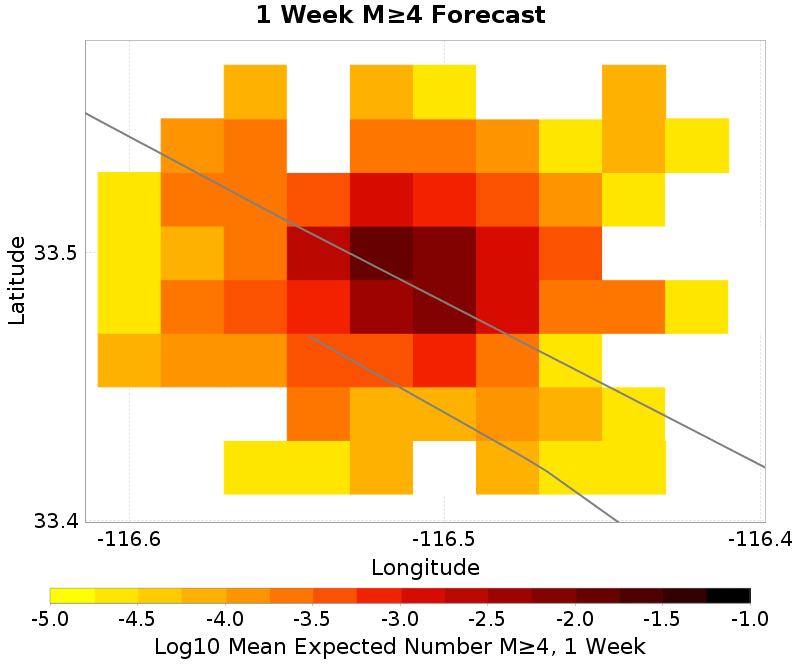 1 Week M≥4 Forecast
Latitude
33.5
33.4
-116.6 -116.5 -116.4
Longitude
-5.0 -4.5 -4.0 -3.5 -3.0 -2.5 -2.0 -1.5 -1.0
Log10 Mean Expected Number M≥4, 1 Week